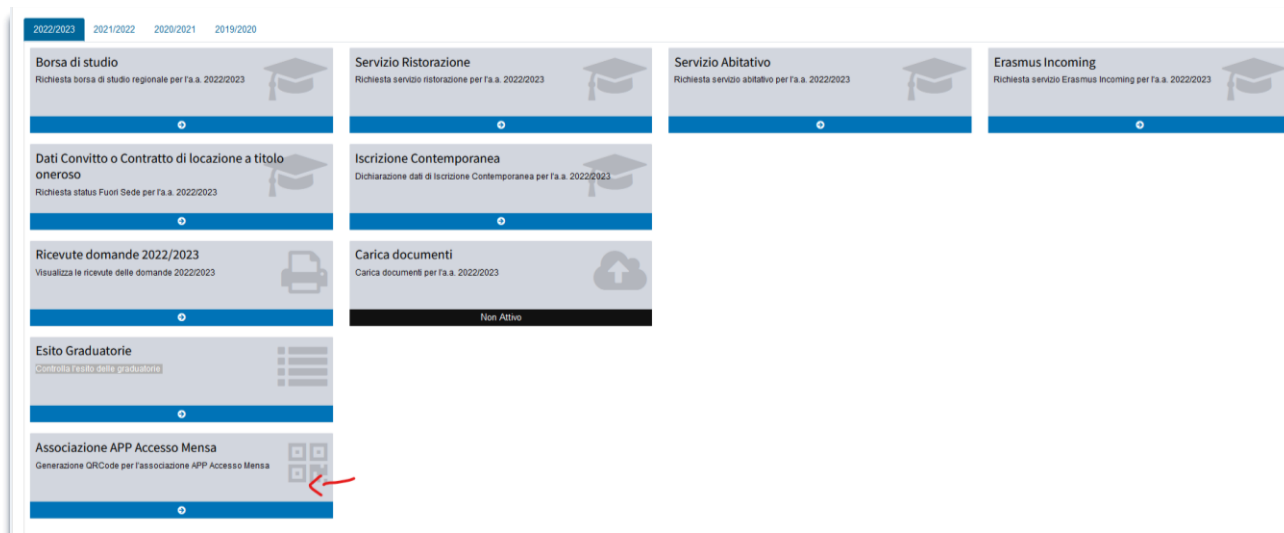 2022/2023 2021/2022 2020/2021 2019/2020
Borsa di studio
Richiesta borsa di studio regionale per l'a.a. 2022/2023
Servizio Ristorazione
Richiesta servizio ristorazione per l'a.a. 2022/2023
Servizio Abitativo
Richiesta servizio abitativo per l'a.a. 2022/2023
Erasmus Incoming
Richiesta servizio Erasmus Incoming per l'a.a. 2022/2023
Dati Convitto o Contratto di locazione a titolo
oneroso
Richiesta status Fuori Sede per l'a.a. 2022/2023
Iscrizione Contemporanea
Dichiarazione dati di Iscrizione Contemporanea per l'a.a. 2022/2023
Ricevute domande 2022/2023
Visualizza le ricevute delle domande 2022/2023
Carica documenti
Carica documenti per l'a.a. 2022/2023
Non Attivo
Esito Graduatorie
Controlla l'esito delle graduatorie
Associazione APP Accesso Mensa
Generazione QRCode per l'associazione APP Accesso Mensa